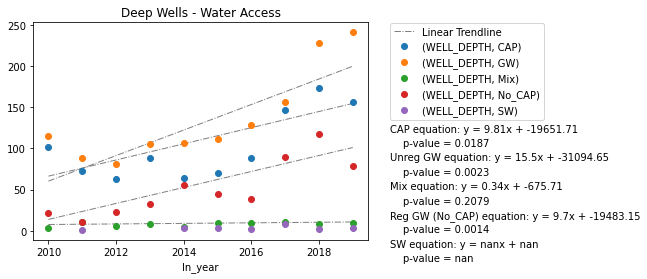 Deep Wells - Water Access
250
200
150
100
50
0
2010 2012 2014 2016 2018
In_year
Linear Trendline
(WELL_DEPTH, CAP)
(WELL_DEPTH, GW)
(WELL_DEPTH, Mix)
(WELL_DEPTH, No_CAP)
(WELL_DEPTH, SW)
CAP equation: y = 9.81x + -19651.71
p-value = 0.0187
Unreg GW equation: y = 15.5x + -31094.65
p-value = 0.0023
Mix equation: y = 0.34x + -675.71
p-value = 0.2079
Reg GW (No_CAP) equation: y = 9.7x + -19483.15
p-value = 0.0014
SW equation: y = nanx + nan
p-value = nan